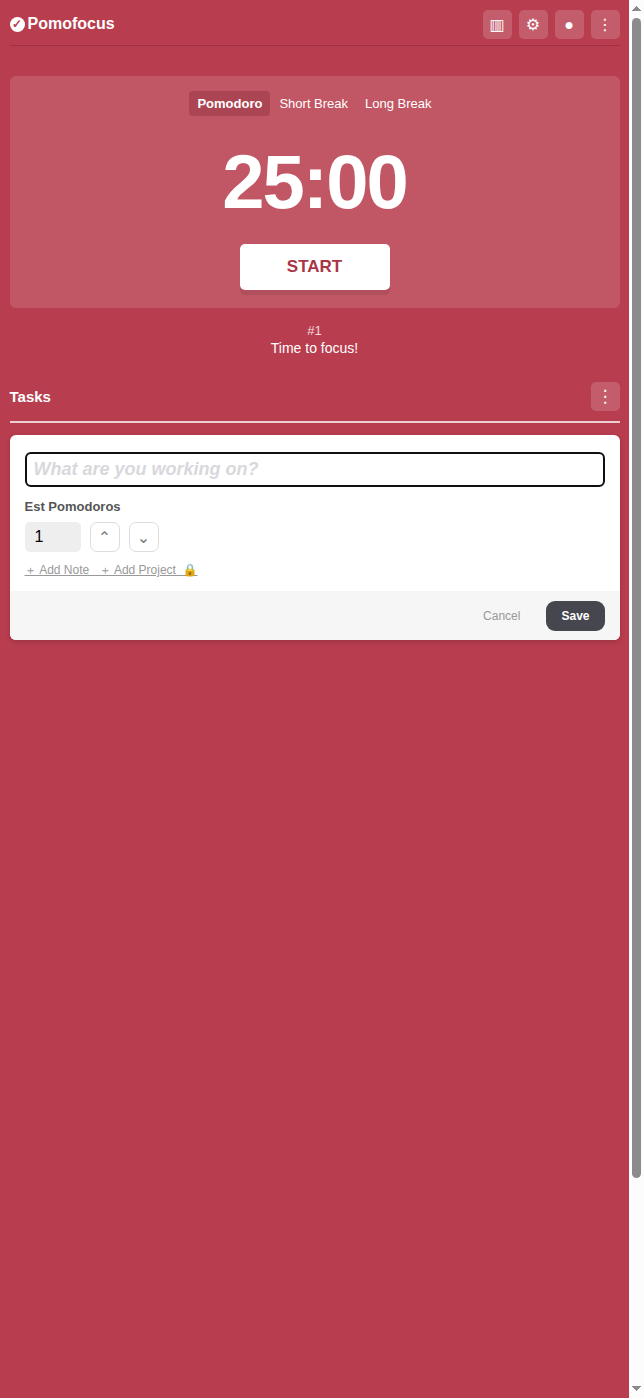 Pomofocus
Pomodoro Short Break Long Break
25:00
START
#1
Time to focus!
Tasks
What are you working on?
Est Pomodoros
1
+ Add Note + Add Project 🔒
Cancel Save